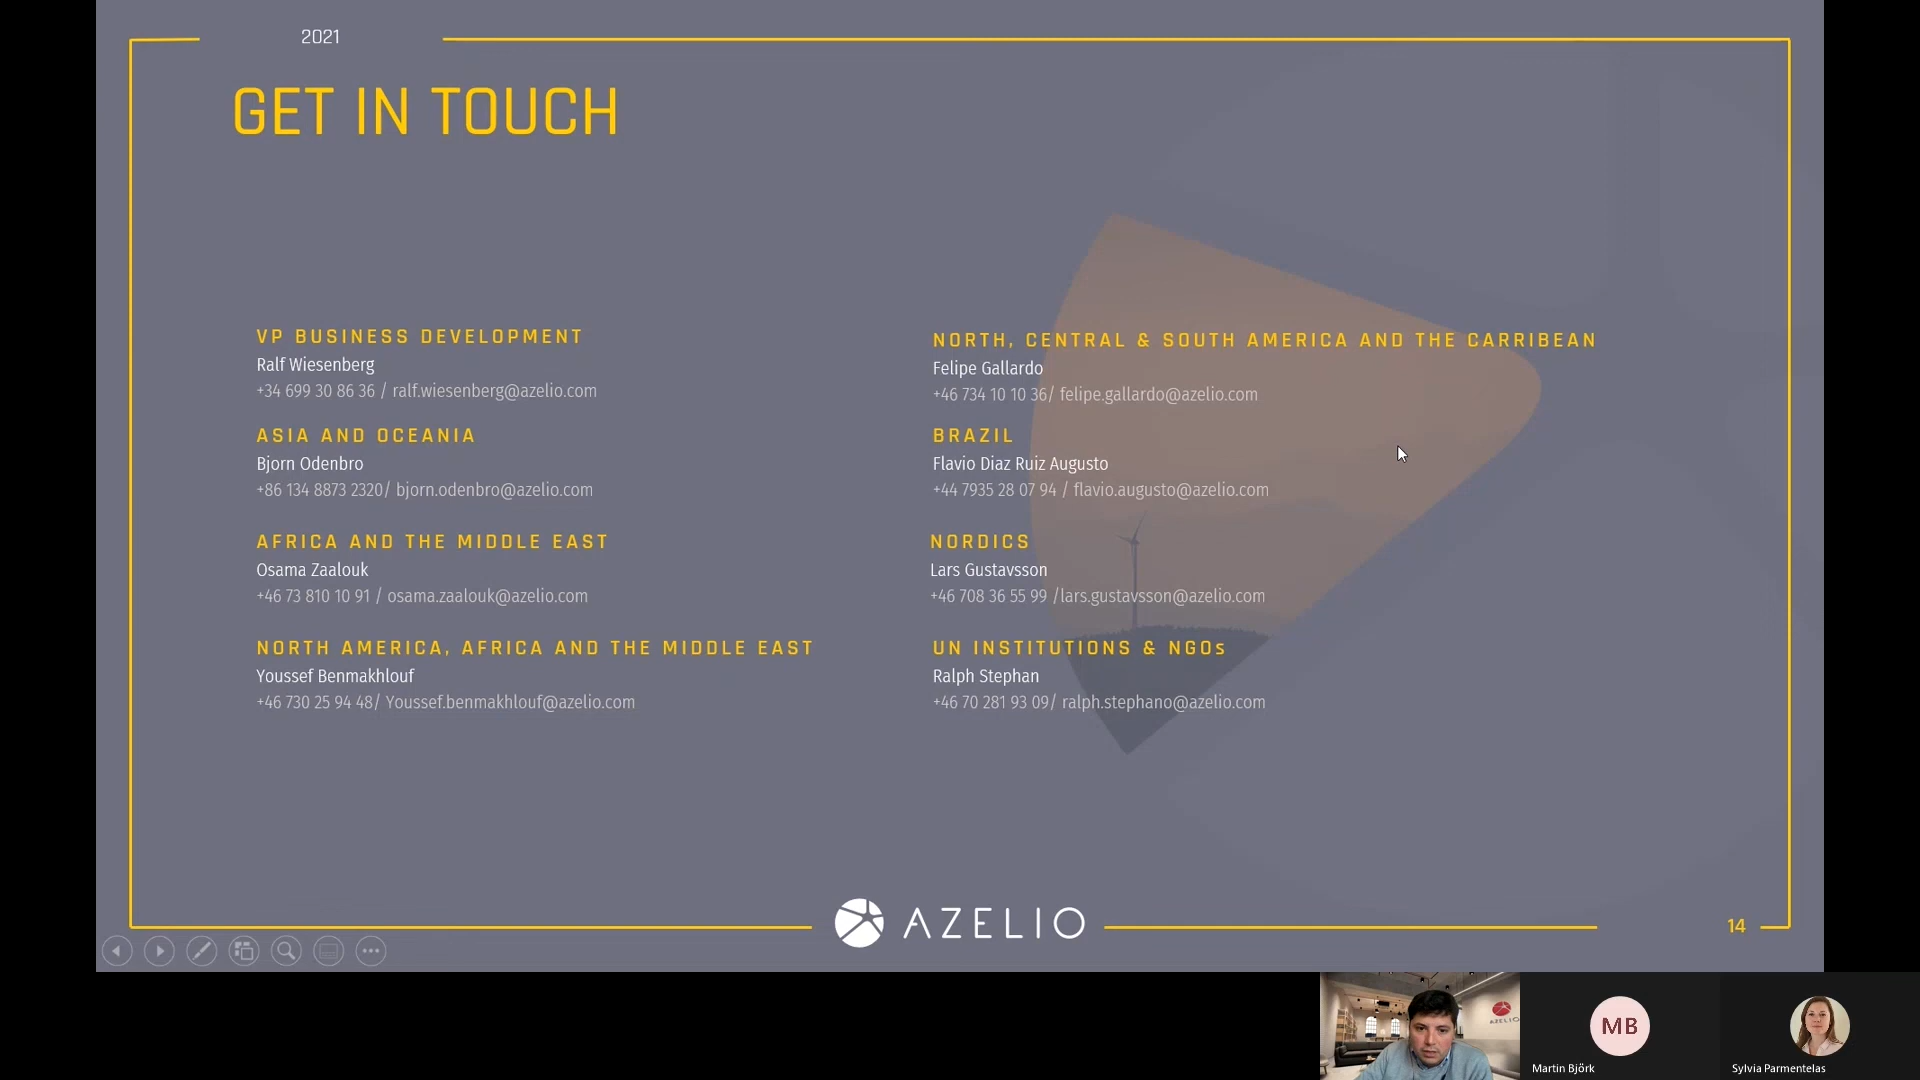 2021
GET IN TOUCH
VP BUSINESS DEVELOPMENT
Ralf Wiesenberg
+34 699 30 86 36 / ralf.wiesenberg@azelio.com
ASIA AND OCEANIA
Bjorn Odenbro
+86 134 8873 2320/ bjorn.odenbro@azelio.com
AFRICA AND THE MIDDLE EAST
Osama Zaalouk
+46 73 810 10 91 / osama.zaalouk@azelio.com
NORTH AMERICA, AFRICA AND THE MIDDLE EAST
Youssef Benmakhlouf
+46 730 25 94 48/ Youssef.benmakhlouf@azelio.com
NORTH, CENTRAL & SOUTH AMERICA AND THE CARRIBEAN
Felipe Gallardo
+46 734 10 10 36/ felipe.gallardo@azelio.com
BRAZIL
Flavio Diaz Ruiz Augusto
+44 7935 28 07 94 / flavio.augusto@azelio.com
NORDICS
Lars Gustavsson
+46 708 36 55 99 /lars.gustavsson@azelio.com
UN INSTITUTIONS & NGOs
Ralph Stephan
+46 70 281 93 09/ ralph.stephano@azelio.com
AZELIO
14
AZELIO
MB
Martin Björk
Sylvia Parmentelas